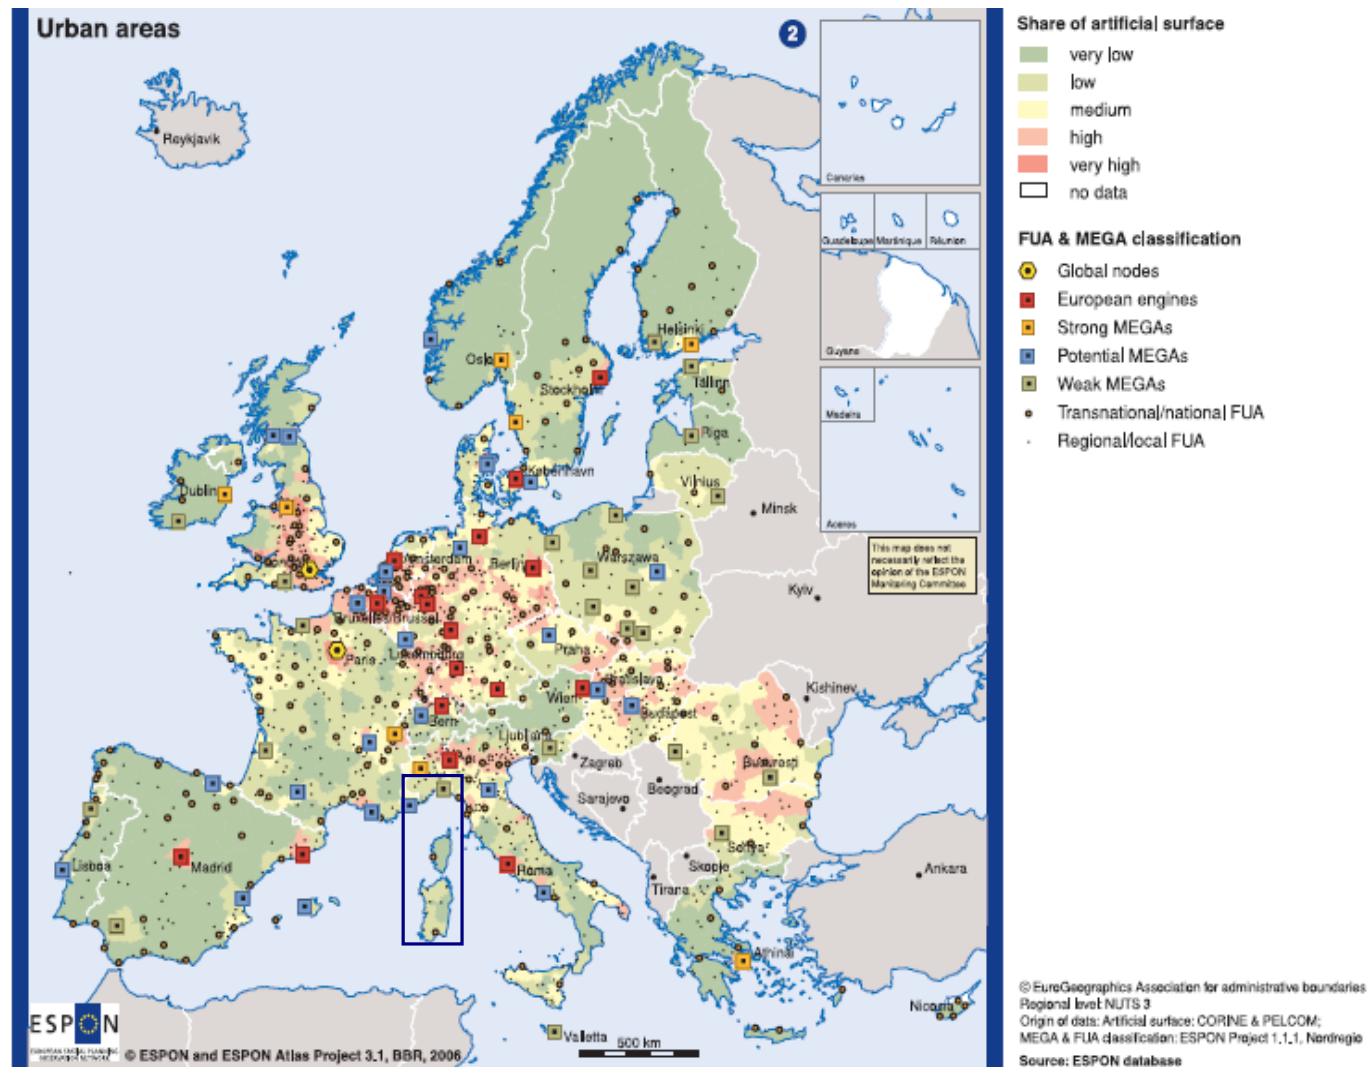 Urban areas
2
Reykjavik
Canarias
Guadeloupe
Martinique
Réunion
Guyane
Madeira
Acores
This map does not
necessarily reflect the
opinion of the ESPON
Monitoring Committee
Helsinki
Oslo
Tallinn
Stockholm
Riga
København
Dublin
Vilnius
Minsk
Amsterdam
Berlin
Warszawa
Kyiv
Bruxelles/Brussel
Praha
Paris
Luxembourg
Kishinev
Wien
Bratislava
Budapest
Bern
Ljubljana
Zagreb
Bucuresti
Beograd
Sarajevo
Sofiya
Lisboa
Madrid
Roma
Skopje
Ankara
Tirana
Athinai
Nicosia
Valletta
500 km
ESPON
© ESPON and ESPON Atlas Project 3.1, BBR, 2006
Share of artificial surface
very low
low
medium
high
very high
no data
FUA & MEGA classification
Global nodes
European engines
Strong MEGAs
Potential MEGAs
Weak MEGAs
Transnational/national FUA
Regional/local FUA
© EuroGeographics Association for administrative boundaries
Regional level: NUTS 3
Origin of data: Artificial surface: CORINE & PELCOM;
MEGA & FUA classification: ESPON Project 1.1.1, Nordregio
Source: ESPON database